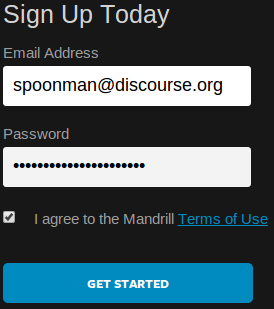 Sign Up Today
Email Address
spoonman@discourse.org
Password
•••••••••••••••••••••••
I agree to the Mandrill Terms of Use
GET STARTED